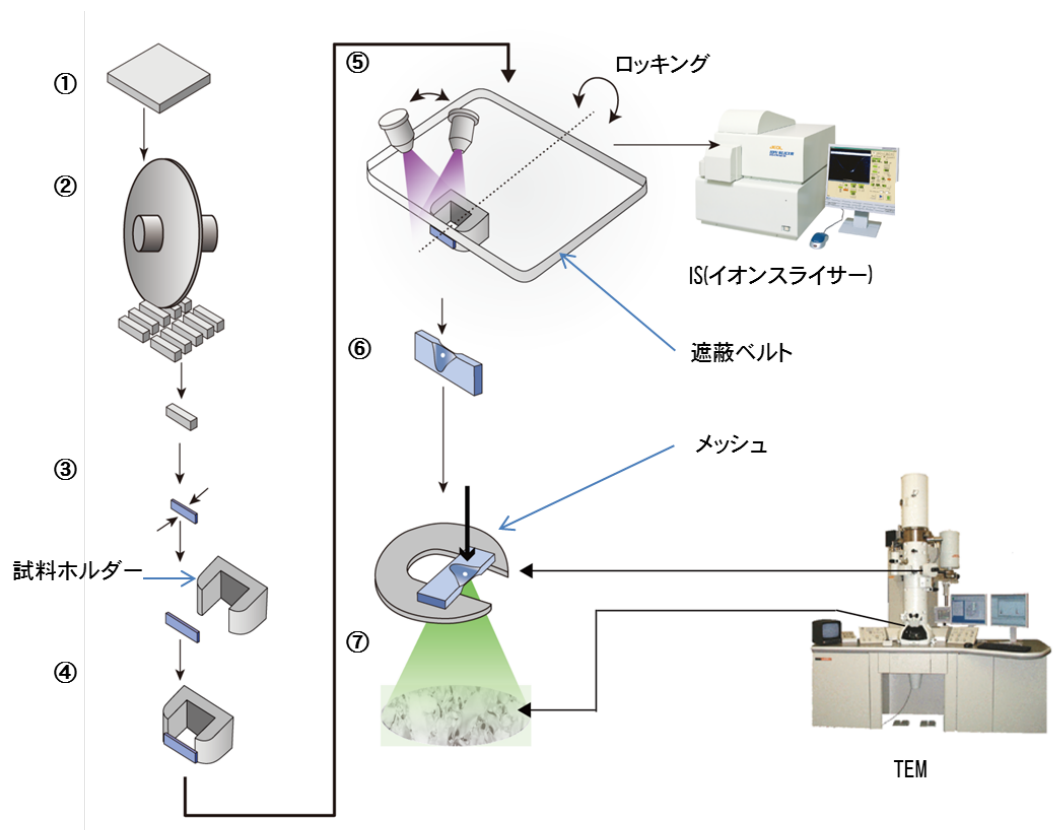 ①
②
③
試料ホルダー
④
⑤
ロッキング
IS(イオンスライサー)
遮蔽ベルト
⑥
メッシュ
⑦
TEM